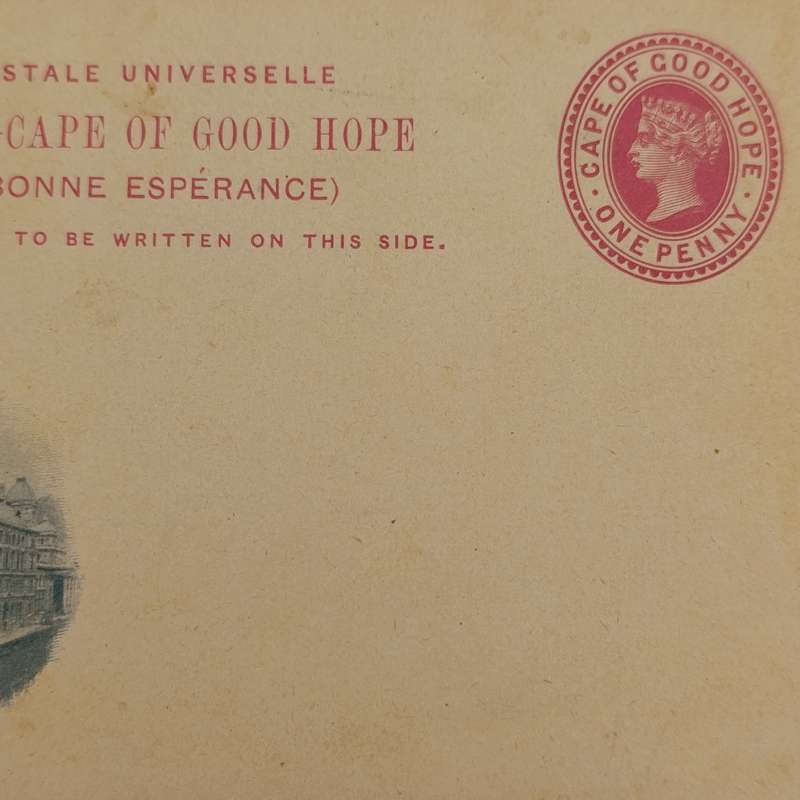 STALE UNIVERSELLE
-CAPE OF GOOD HOPE
BONNE ESPÉRANCE)
TO BE WRITTEN ON THIS SIDE.
CAPE OF GOOD HOPE
· ONE PENNY ·